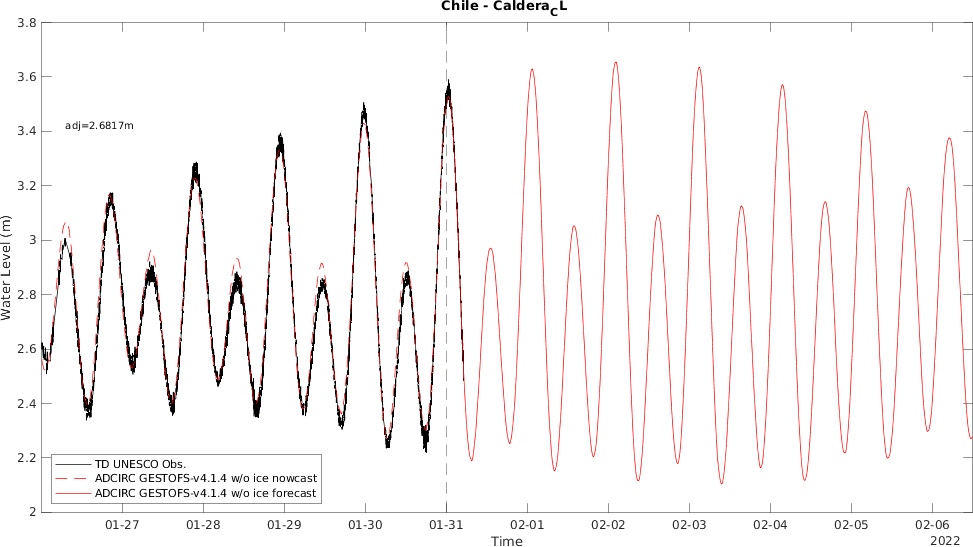 Chile - Caldera_CL
3.8
3.6
3.4
3.2
3
2.8
2.6
2.4
2.2
2
Water Level (m)
adj=2.6817m
TD UNESCO Obs.
ADCIRC GESTOFS-v4.1.4 w/o ice nowcast
ADCIRC GESTOFS-v4.1.4 w/o ice forecast
01-27 01-28 01-29 01-30 01-31 02-01 02-02 02-03 02-04 02-05 02-06
2022
Time